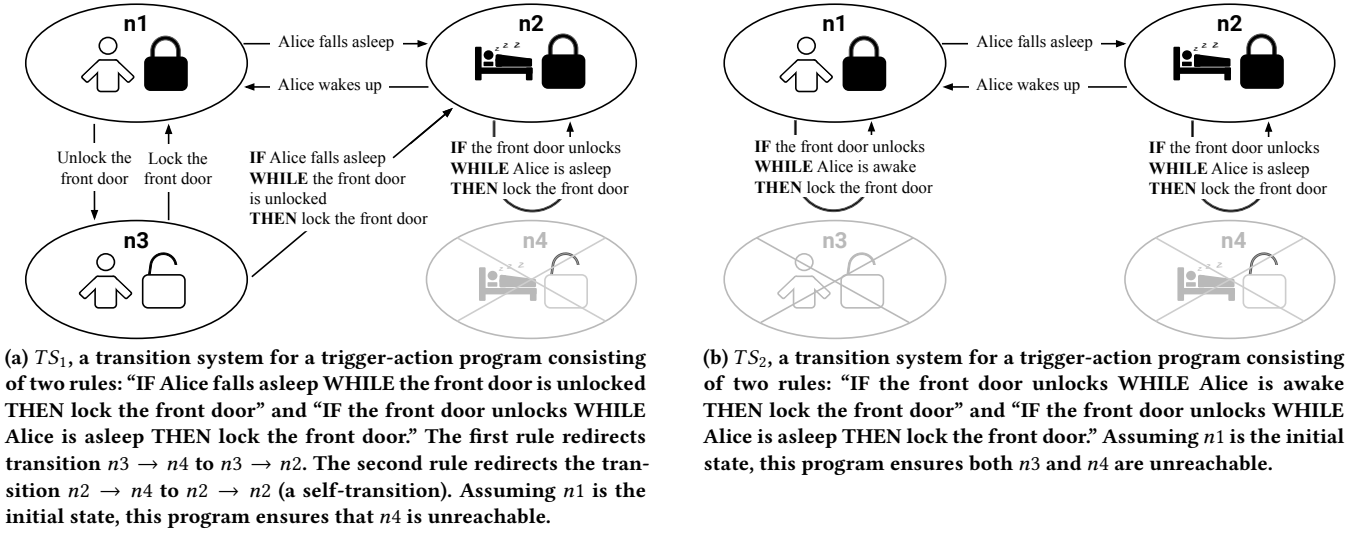 n1
Alice falls asleep
n2
z z z
Alice wakes up
Unlock the
front door
Lock the
front door
IF Alice falls asleep
WHILE the front door
is unlocked
THEN lock the front door
IF the front door unlocks
WHILE Alice is asleep
THEN lock the front door
n3
n4
z z z
(a) TS1, a transition system for a trigger-action program consisting
of two rules: “IF Alice falls asleep WHILE the front door is unlocked
THEN lock the front door” and “IF the front door unlocks WHILE
Alice is asleep THEN lock the front door.” The first rule redirects
transition n3 → n4 to n3 → n2. The second rule redirects the tran-
sition n2 → n4 to n2 → n2 (a self-transition). Assuming n1 is the
initial state, this program ensures that n4 is unreachable.
n1
Alice falls asleep
n2
z z z
Alice wakes up
IF the front door unlocks
WHILE Alice is awake
THEN lock the front door
IF the front door unlocks
WHILE Alice is asleep
THEN lock the front door
n3
n4
z z z
(b) TS2, a transition system for a trigger-action program consisting
of two rules: “IF the front door unlocks WHILE Alice is awake
THEN lock the front door” and “IF the front door unlocks WHILE
Alice is asleep THEN lock the front door.” Assuming n1 is the initial
state, this program ensures both n3 and n4 are unreachable.